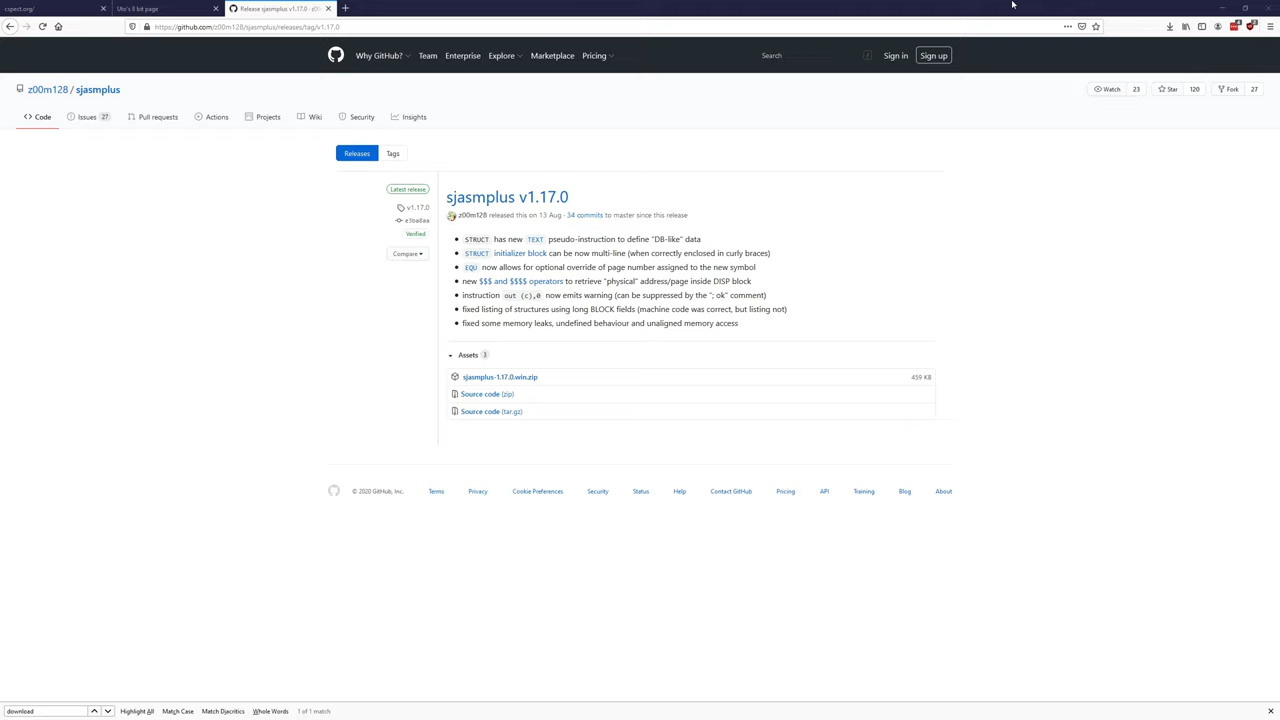 cspect.org/
Uto's 8 bit page
Release sjasmplus v1.17.0 · z0
https://github.com/z00m128/sjasmplus/releases/tag/v1.17.0
Why GitHub? Team Enterprise Explore Marketplace Pricing Search / Sign in Sign up
z00m128 / sjasmplus
Watch 23 Star 120 Fork 27
Code Issues 27 Pull requests Actions Projects Wiki Security Insights
Releases Tags
Latest release
v1.17.0
e3ba8aa
Verified
Compare
sjasmplus v1.17.0
z00m128 released this on 13 Aug · 34 commits to master since this release
• STRUCT has new TEXT pseudo-instruction to define "DB-like" data
• STRUCT initializer block can be now multi-line (when correctly enclosed in curly braces)
• EQU now allows for optional override of page number assigned to the new symbol
• new $$$ and $$$$ operators to retrieve "physical" address/page inside DISP block
• instruction out (c),0 now emits warning (can be suppressed by the "; ok" comment)
• fixed listing of structures using long BLOCK fields (machine code was correct, but listing not)
• fixed some memory leaks, undefined behaviour and unaligned memory access
Assets 3
sjasmplus-1.17.0.win.zip 459 KB
Source code (zip)
Source code (tar.gz)
© 2020 GitHub, Inc. Terms Privacy Cookie Preferences Security Status Help Contact GitHub Pricing API Training Blog About
download Highlight All Match Case Match Diacritics Whole Words 1 of 1 match